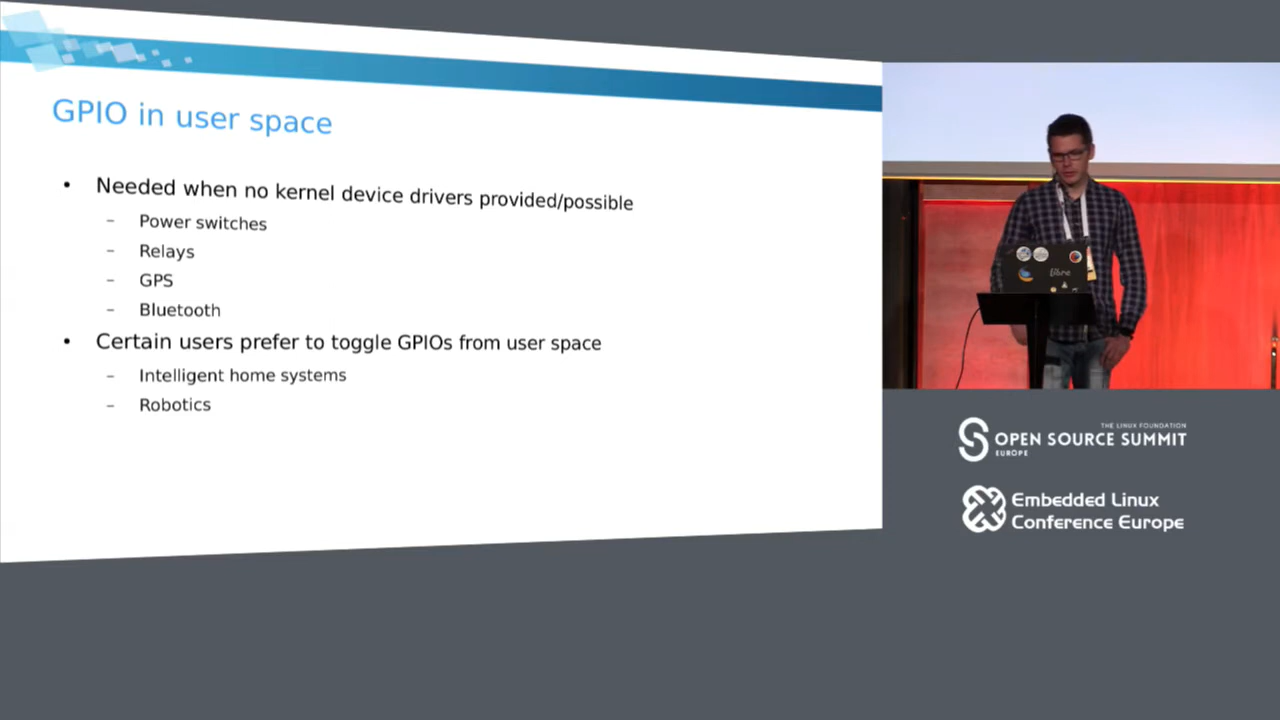 GPIO in user space
• Needed when no kernel device drivers provided/possible
– Power switches
– Relays
– GPS
– Bluetooth
• Certain users prefer to toggle GPIOs from user space
– Intelligent home systems
– Robotics
THE LINUX FOUNDATION
OPEN SOURCE SUMMIT
EUROPE
Embedded Linux
Conference Europe